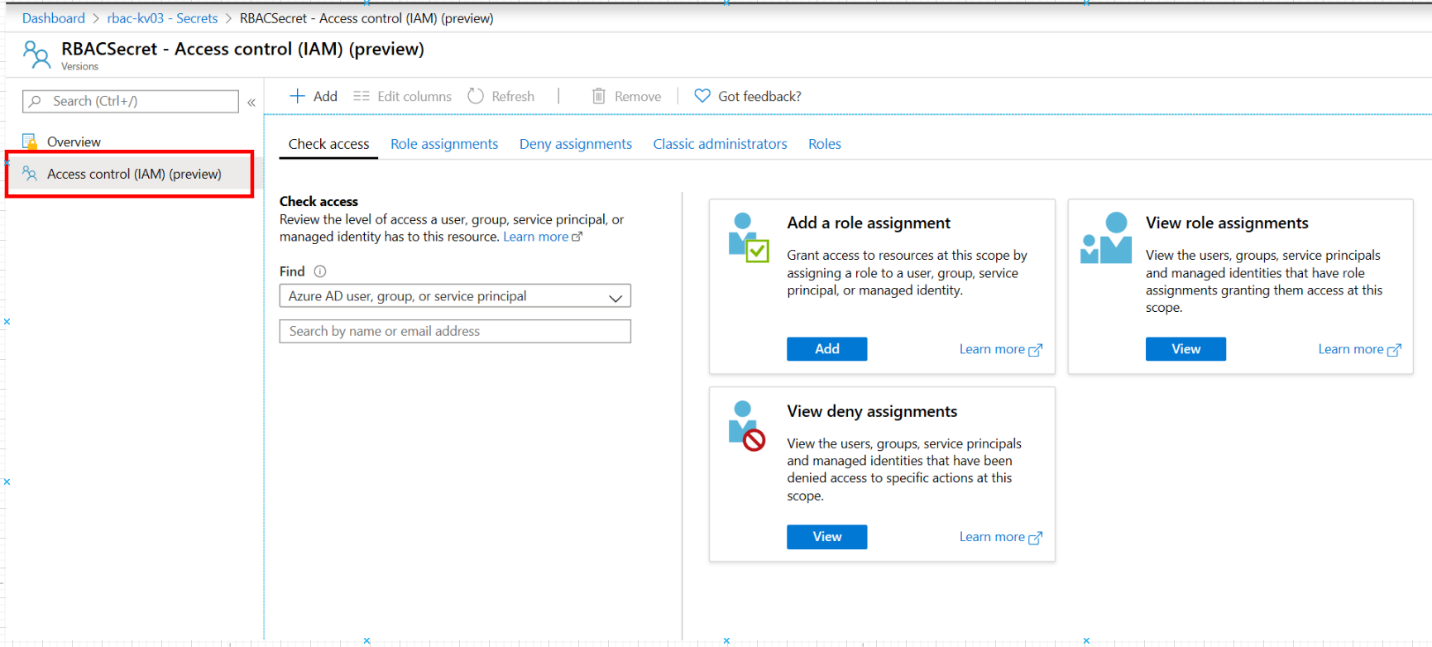 Dashboard > rbac-kv03 - Secrets > RBACSecret - Access control (IAM) (preview)
RBACSecret - Access control (IAM) (preview)
Versions
Search (Ctrl+/)
«
Add
Edit columns
Refresh
Remove
Got feedback?
Overview
Access control (IAM) (preview)
Check access
Role assignments
Deny assignments
Classic administrators
Roles
Check access
Review the level of access a user, group, service principal, or
managed identity has to this resource. Learn more
Find
Azure AD user, group, or service principal
Search by name or email address
Add a role assignment
Grant access to resources at this scope by
assigning a role to a user, group, service
principal, or managed identity.
Add
Learn more
View role assignments
View the users, groups, service principals
and managed identities that have role
assignments granting them access at this
scope.
View
Learn more
View deny assignments
View the users, groups, service principals
and managed identities that have been
denied access to specific actions at this
scope.
View
Learn more